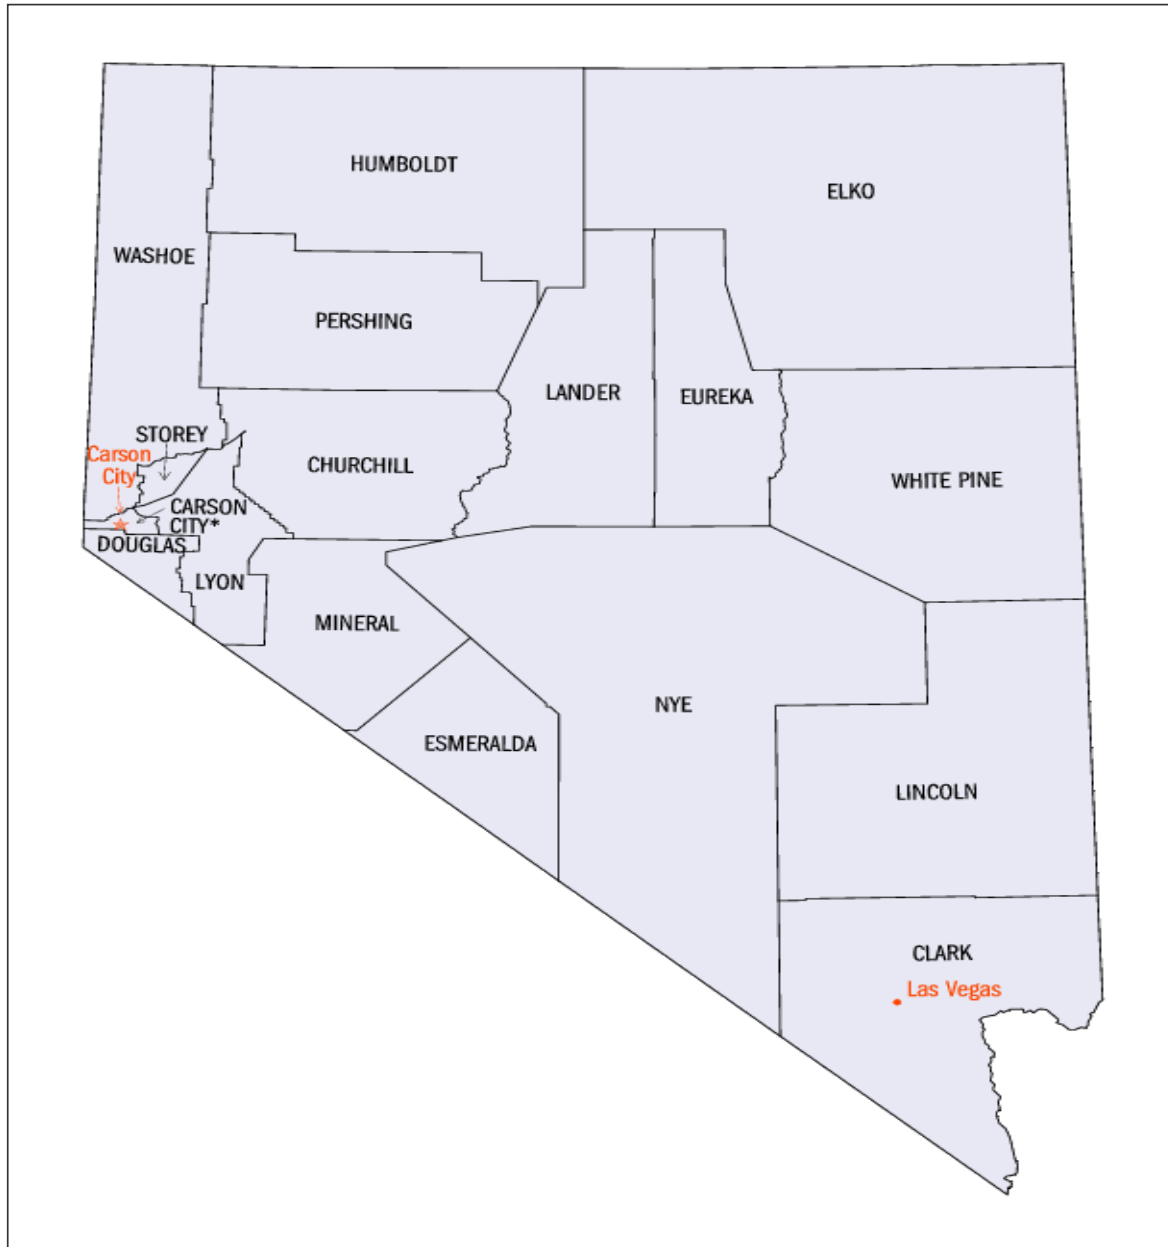 HUMBOLDT
ELKO
WASHOE
PERSHING
LANDER
EUREKA
STOREY
Carson
City
CHURCHILL
WHITE PINE
CARSON
CITY*
DOUGLAS
LYON
MINERAL
NYE
ESMERALDA
LINCOLN
CLARK
Las Vegas